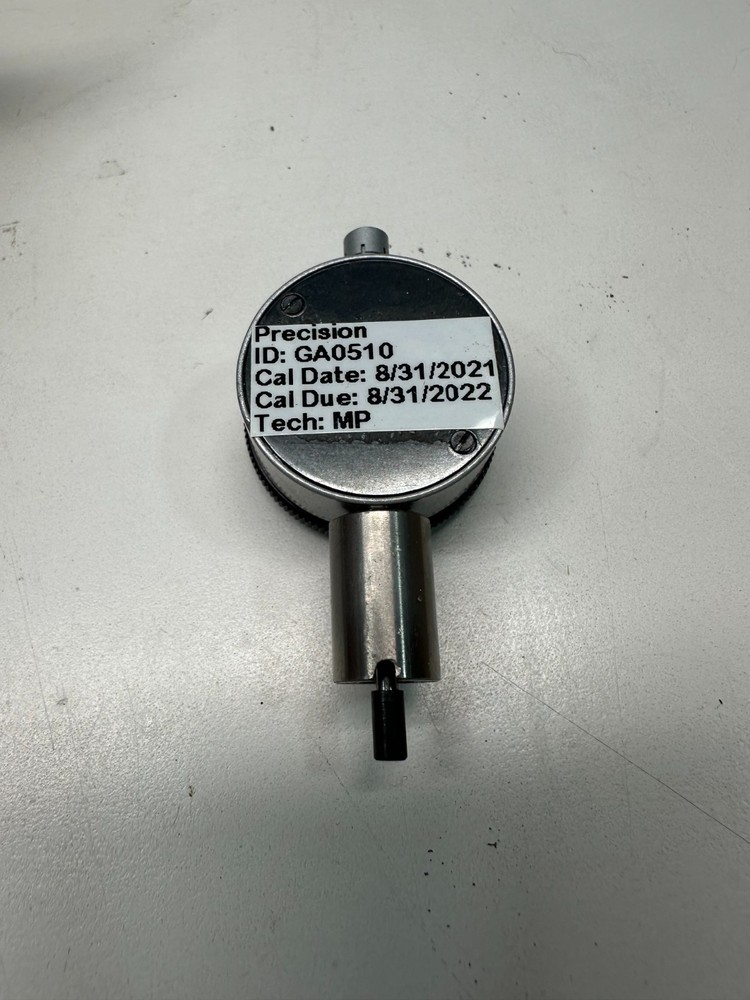 Precision
ID: GA0510
Cal Date: 8/31/2021
Cal Due: 8/31/2022
Tech: MP